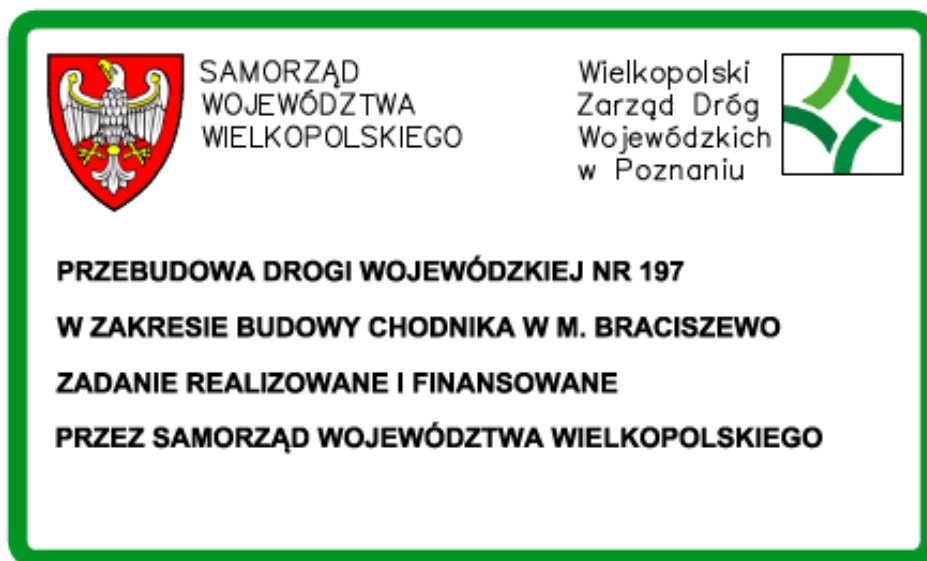 SAMORZĄD
WOJEWÓDZTWA
WIELKOPOLSKIEGO
Wielkopolski
Zarząd Dróg
Wojewódzkich
w Poznaniu
PRZEBUDOWA DROGI WOJEWÓDZKIEJ NR 197
W ZAKRESIE BUDOWY CHODNIKA W M. BRACISZEWO
ZADANIE REALIZOWANE I FINANSOWANE
PRZEZ SAMORZĄD WOJEWÓDZTWA WIELKOPOLSKIEGO